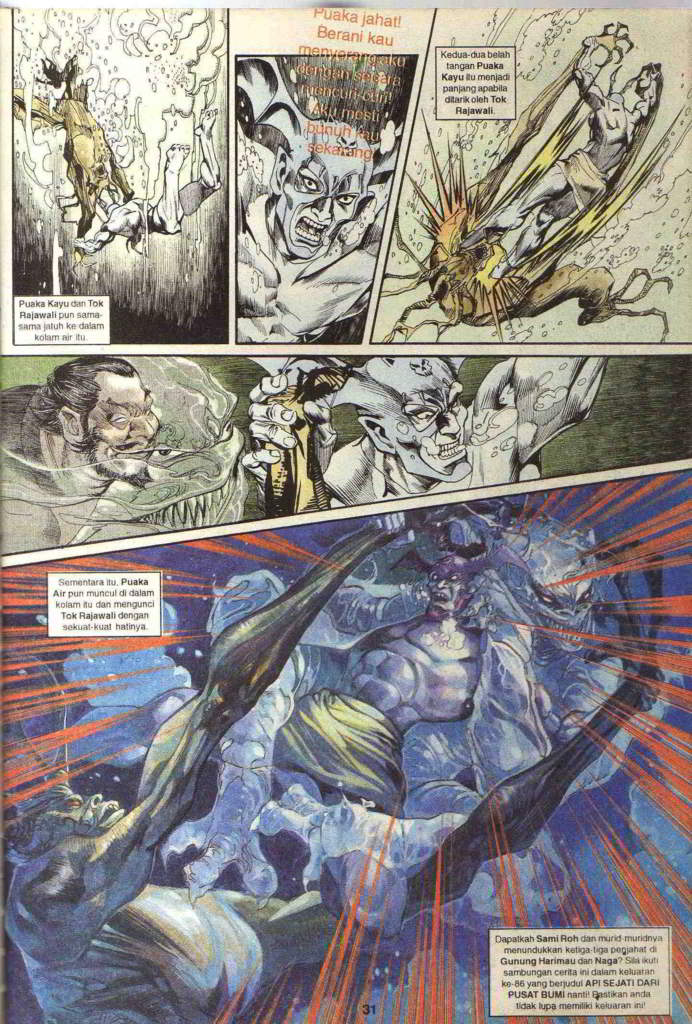 Puaka jahat!
Berani kau
menyerang aku
dengan secara
mencuri-curi!
Aku mesti
bunuh kau
sekarang!
Kedua-dua belah
tangan Puaka
Kayu itu menjadi
panjang apabila
ditarik oleh Tok
Rajawali.
Puaka Kayu dan Tok
Rajawali pun sama-
sama jatuh ke dalam
kolam air itu.
Sementara itu, Puaka
Air pun muncul di dalam
kolam itu dan mengunci
Tok Rajawali dengan
sekuat-kuat hatinya.
Dapatkah Sami Roh dan murid-muridnya
menundukkan ketiga-tiga penjahat di
Gunung Harimau dan Naga? Sila ikuti
sambungan cerita ini dalam keluaran
ke-86 yang berjudul API SEJATI DARI
PUSAT BUMI nanti! Pastikan anda
tidak lupa memiliki keluaran ini!
31